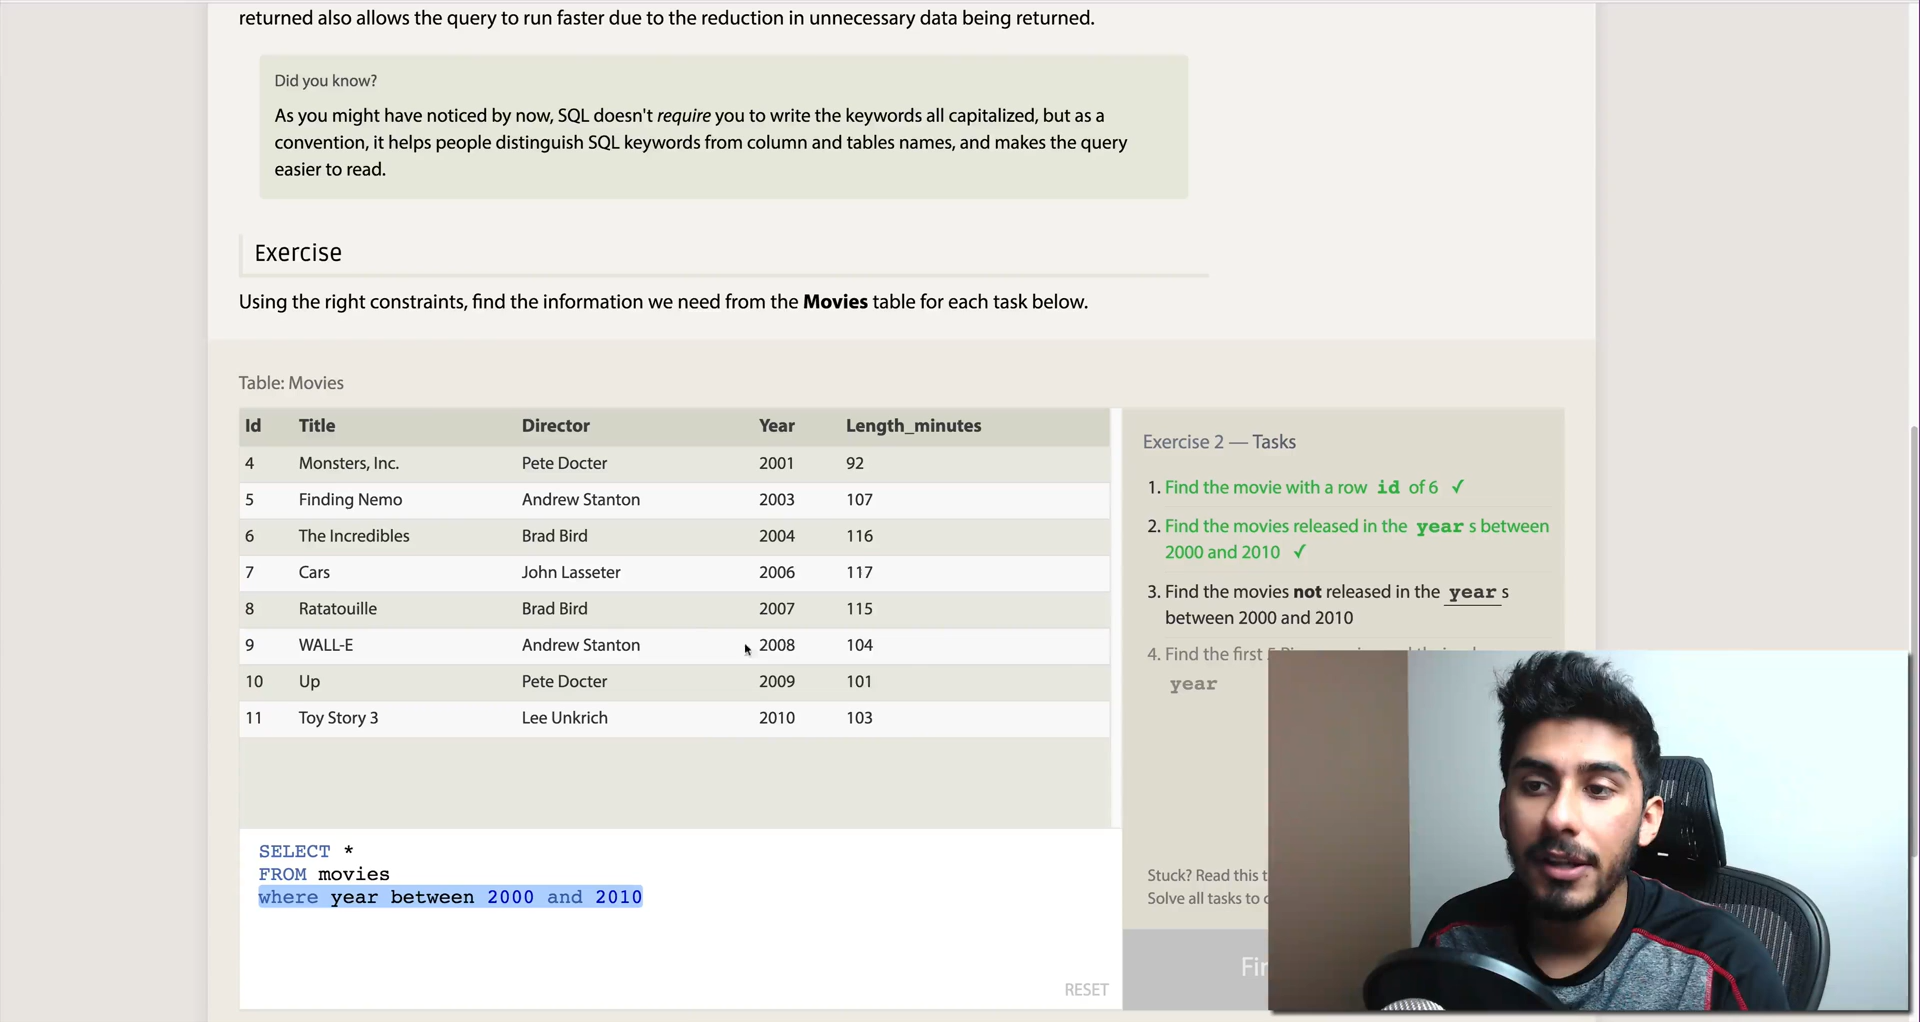 returned also allows the query to run faster due to the reduction in unnecessary data being returned.
Did you know?
As you might have noticed by now, SQL doesn't require you to write the keywords all capitalized, but as a
convention, it helps people distinguish SQL keywords from column and tables names, and makes the query
easier to read.
Exercise
Using the right constraints, find the information we need from the Movies table for each task below.
Table: Movies
Id Title Director Year Length_minutes
4 Monsters, Inc. Pete Docter 2001 92
5 Finding Nemo Andrew Stanton 2003 107
6 The Incredibles Brad Bird 2004 116
7 Cars John Lasseter 2006 117
8 Ratatouille Brad Bird 2007 115
9 WALL-E Andrew Stanton 2008 104
10 Up Pete Docter 2009 101
11 Toy Story 3 Lee Unkrich 2010 103
SELECT *
FROM movies
where year between 2000 and 2010
RESET
Exercise 2 — Tasks
1. Find the movie with a row id of 6 ✓
2. Find the movies released in the year s between
2000 and 2010 ✓
3. Find the movies not released in the year s
between 2000 and 2010
4. Find the first 5
year
Stuck? Read this
Solve all tasks to